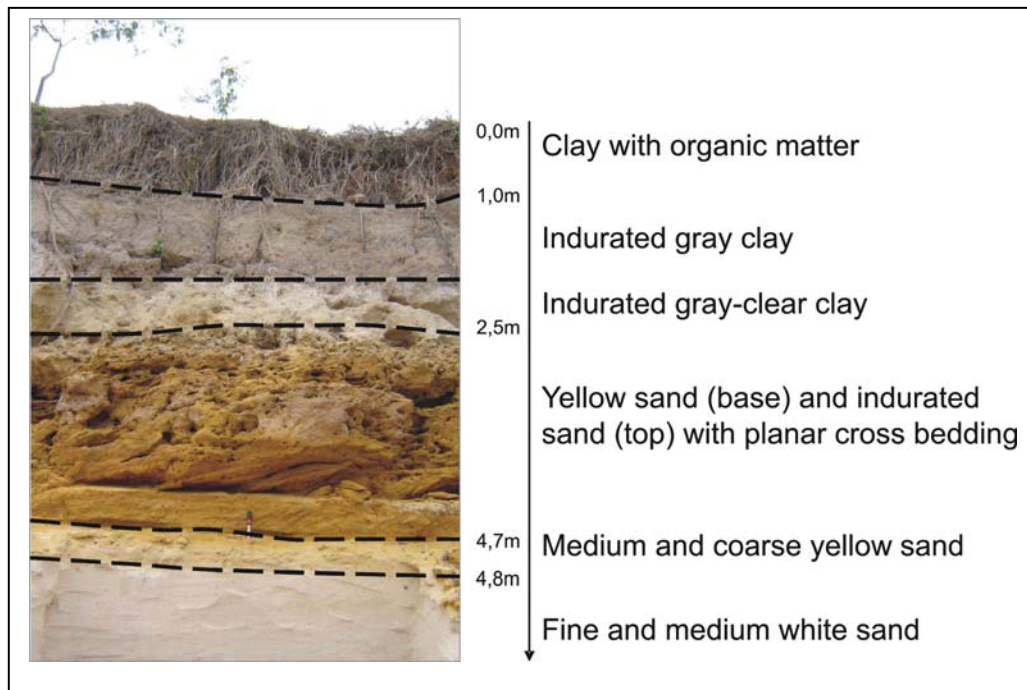 0,0m
Clay with organic matter
1,0m
Indurated gray clay
Indurated gray-clear clay
2,5m
Yellow sand (base) and indurated
sand (top) with planar cross bedding
4,7m
Medium and coarse yellow sand
4,8m
Fine and medium white sand